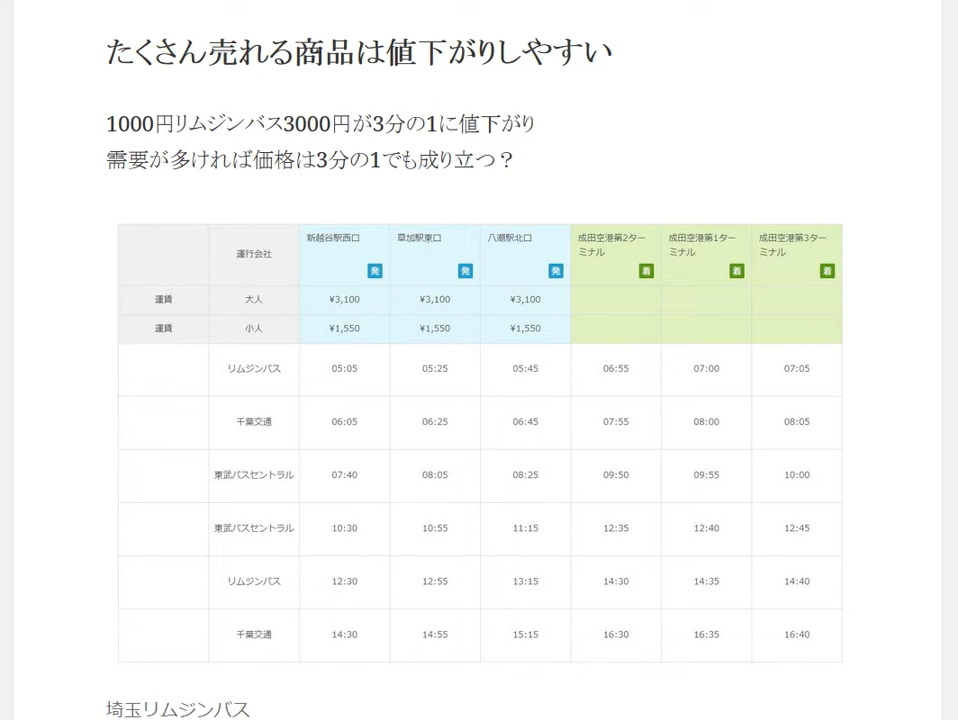 たくさん売れる商品は値下がりしやすい
1000円リムジンバス3000円が3分の1に値下がり
需要が多ければ価格は3分の1でも成り立つ？
運行会社 新越谷駅西口 発 草加駅東口 発 八潮駅北口 発 成田空港第2ターミナル 着 成田空港第1ターミナル 着 成田空港第3ターミナル 着
運賃 大人 ¥3,100 ¥3,100 ¥3,100
運賃 小人 ¥1,550 ¥1,550 ¥1,550
リムジンバス 05:05 05:25 05:45 06:55 07:00 07:05
千葉交通 06:05 06:25 06:45 07:55 08:00 08:05
東武バスセントラル 07:40 08:05 08:25 09:50 09:55 10:00
東武バスセントラル 10:30 10:55 11:15 12:35 12:40 12:45
リムジンバス 12:30 12:55 13:15 14:30 14:35 14:40
千葉交通 14:30 14:55 15:15 16:30 16:35 16:40
埼玉リムジンバス